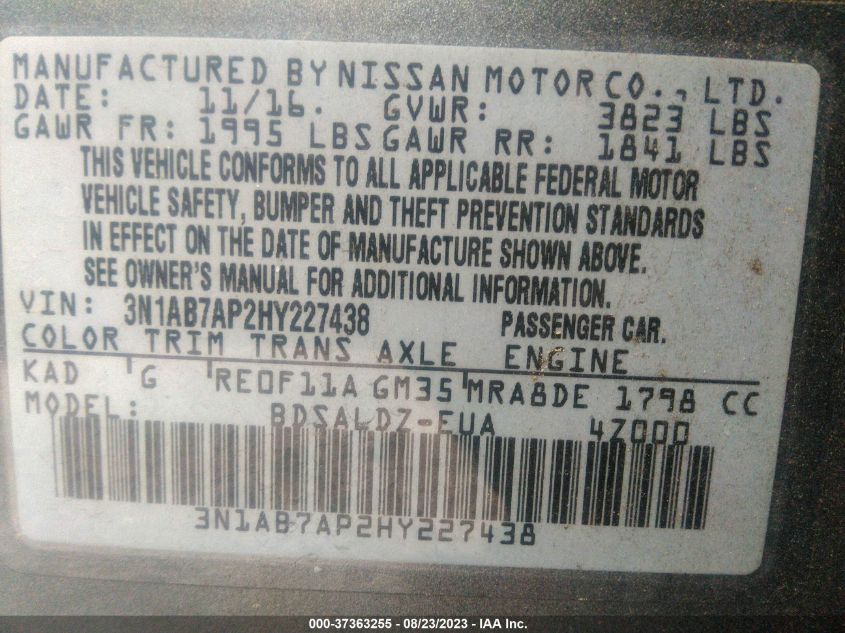 MANUFACTURED BY NISSAN MOTOR CO., LTD.
DATE: 11/16. GVWR: 3823 LBS
GAWR FR: 1995 LBS GAWR RR: 1841 LBS
THIS VEHICLE CONFORMS TO ALL APPLICABLE FEDERAL MOTOR
VEHICLE SAFETY, BUMPER AND THEFT PREVENTION STANDARDS
IN EFFECT ON THE DATE OF MANUFACTURE SHOWN ABOVE.
SEE OWNER'S MANUAL FOR ADDITIONAL INFORMATION.
VIN: 3N1AB7AP2HY227438 PASSENGER CAR.
COLOR TRIM TRANS AXLE ENGINE
KAD G RE0F11A GM35 MRA8DE 1798 CC
MODEL: BDSALDZ-EUA 4Z000
3N1AB7AP2HY227438
000-37363255 - 08/23/2023 - IAA Inc.